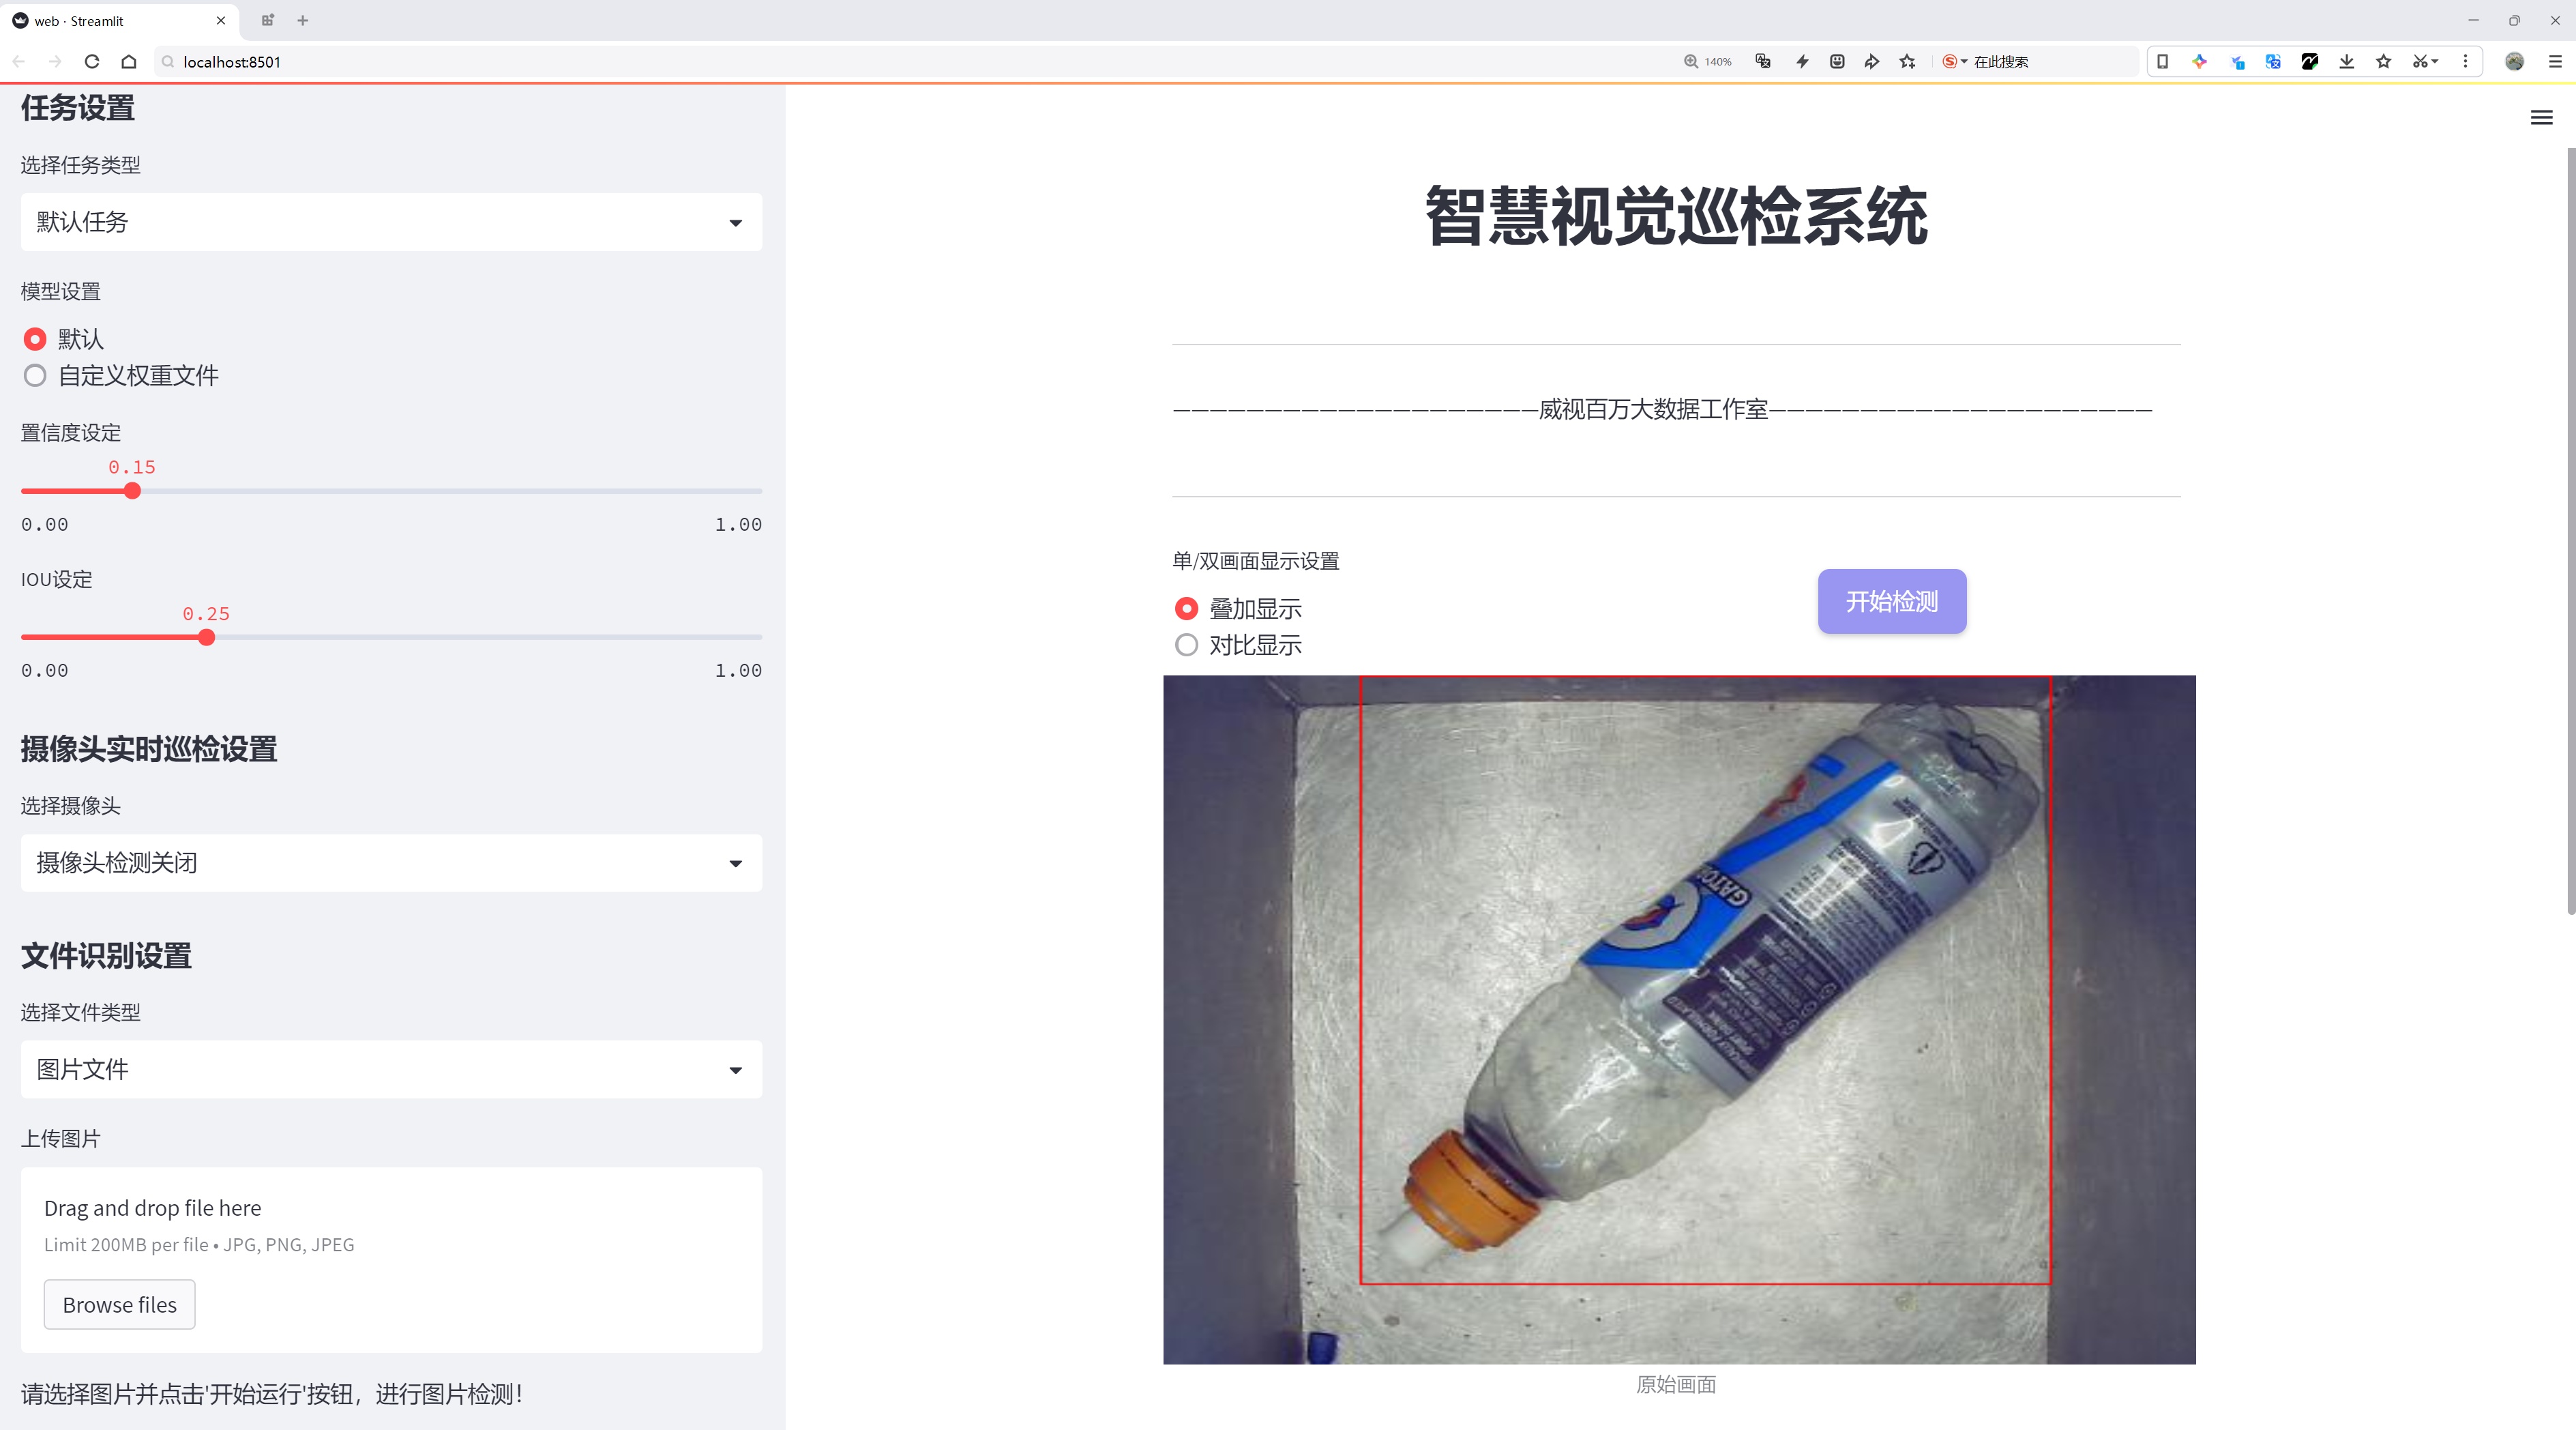 web · Streamlit
localhost:8501
140%
在此搜索
任务设置
选择任务类型
默认任务
模型设置
默认
自定义权重文件
置信度设定
0.15
0.00
1.00
IOU设定
0.25
0.00
1.00
摄像头实时巡检设置
选择摄像头
摄像头检测关闭
文件识别设置
选择文件类型
图片文件
上传图片
Drag and drop file here
Limit 200MB per file • JPG, PNG, JPEG
Browse files
请选择图片并点击'开始运行'按钮，进行图片检测！
智慧视觉巡检系统
————————————————————威视百万大数据工作室—————————————————————
单/双画面显示设置
叠加显示
对比显示
开始检测
GATO
原始画面